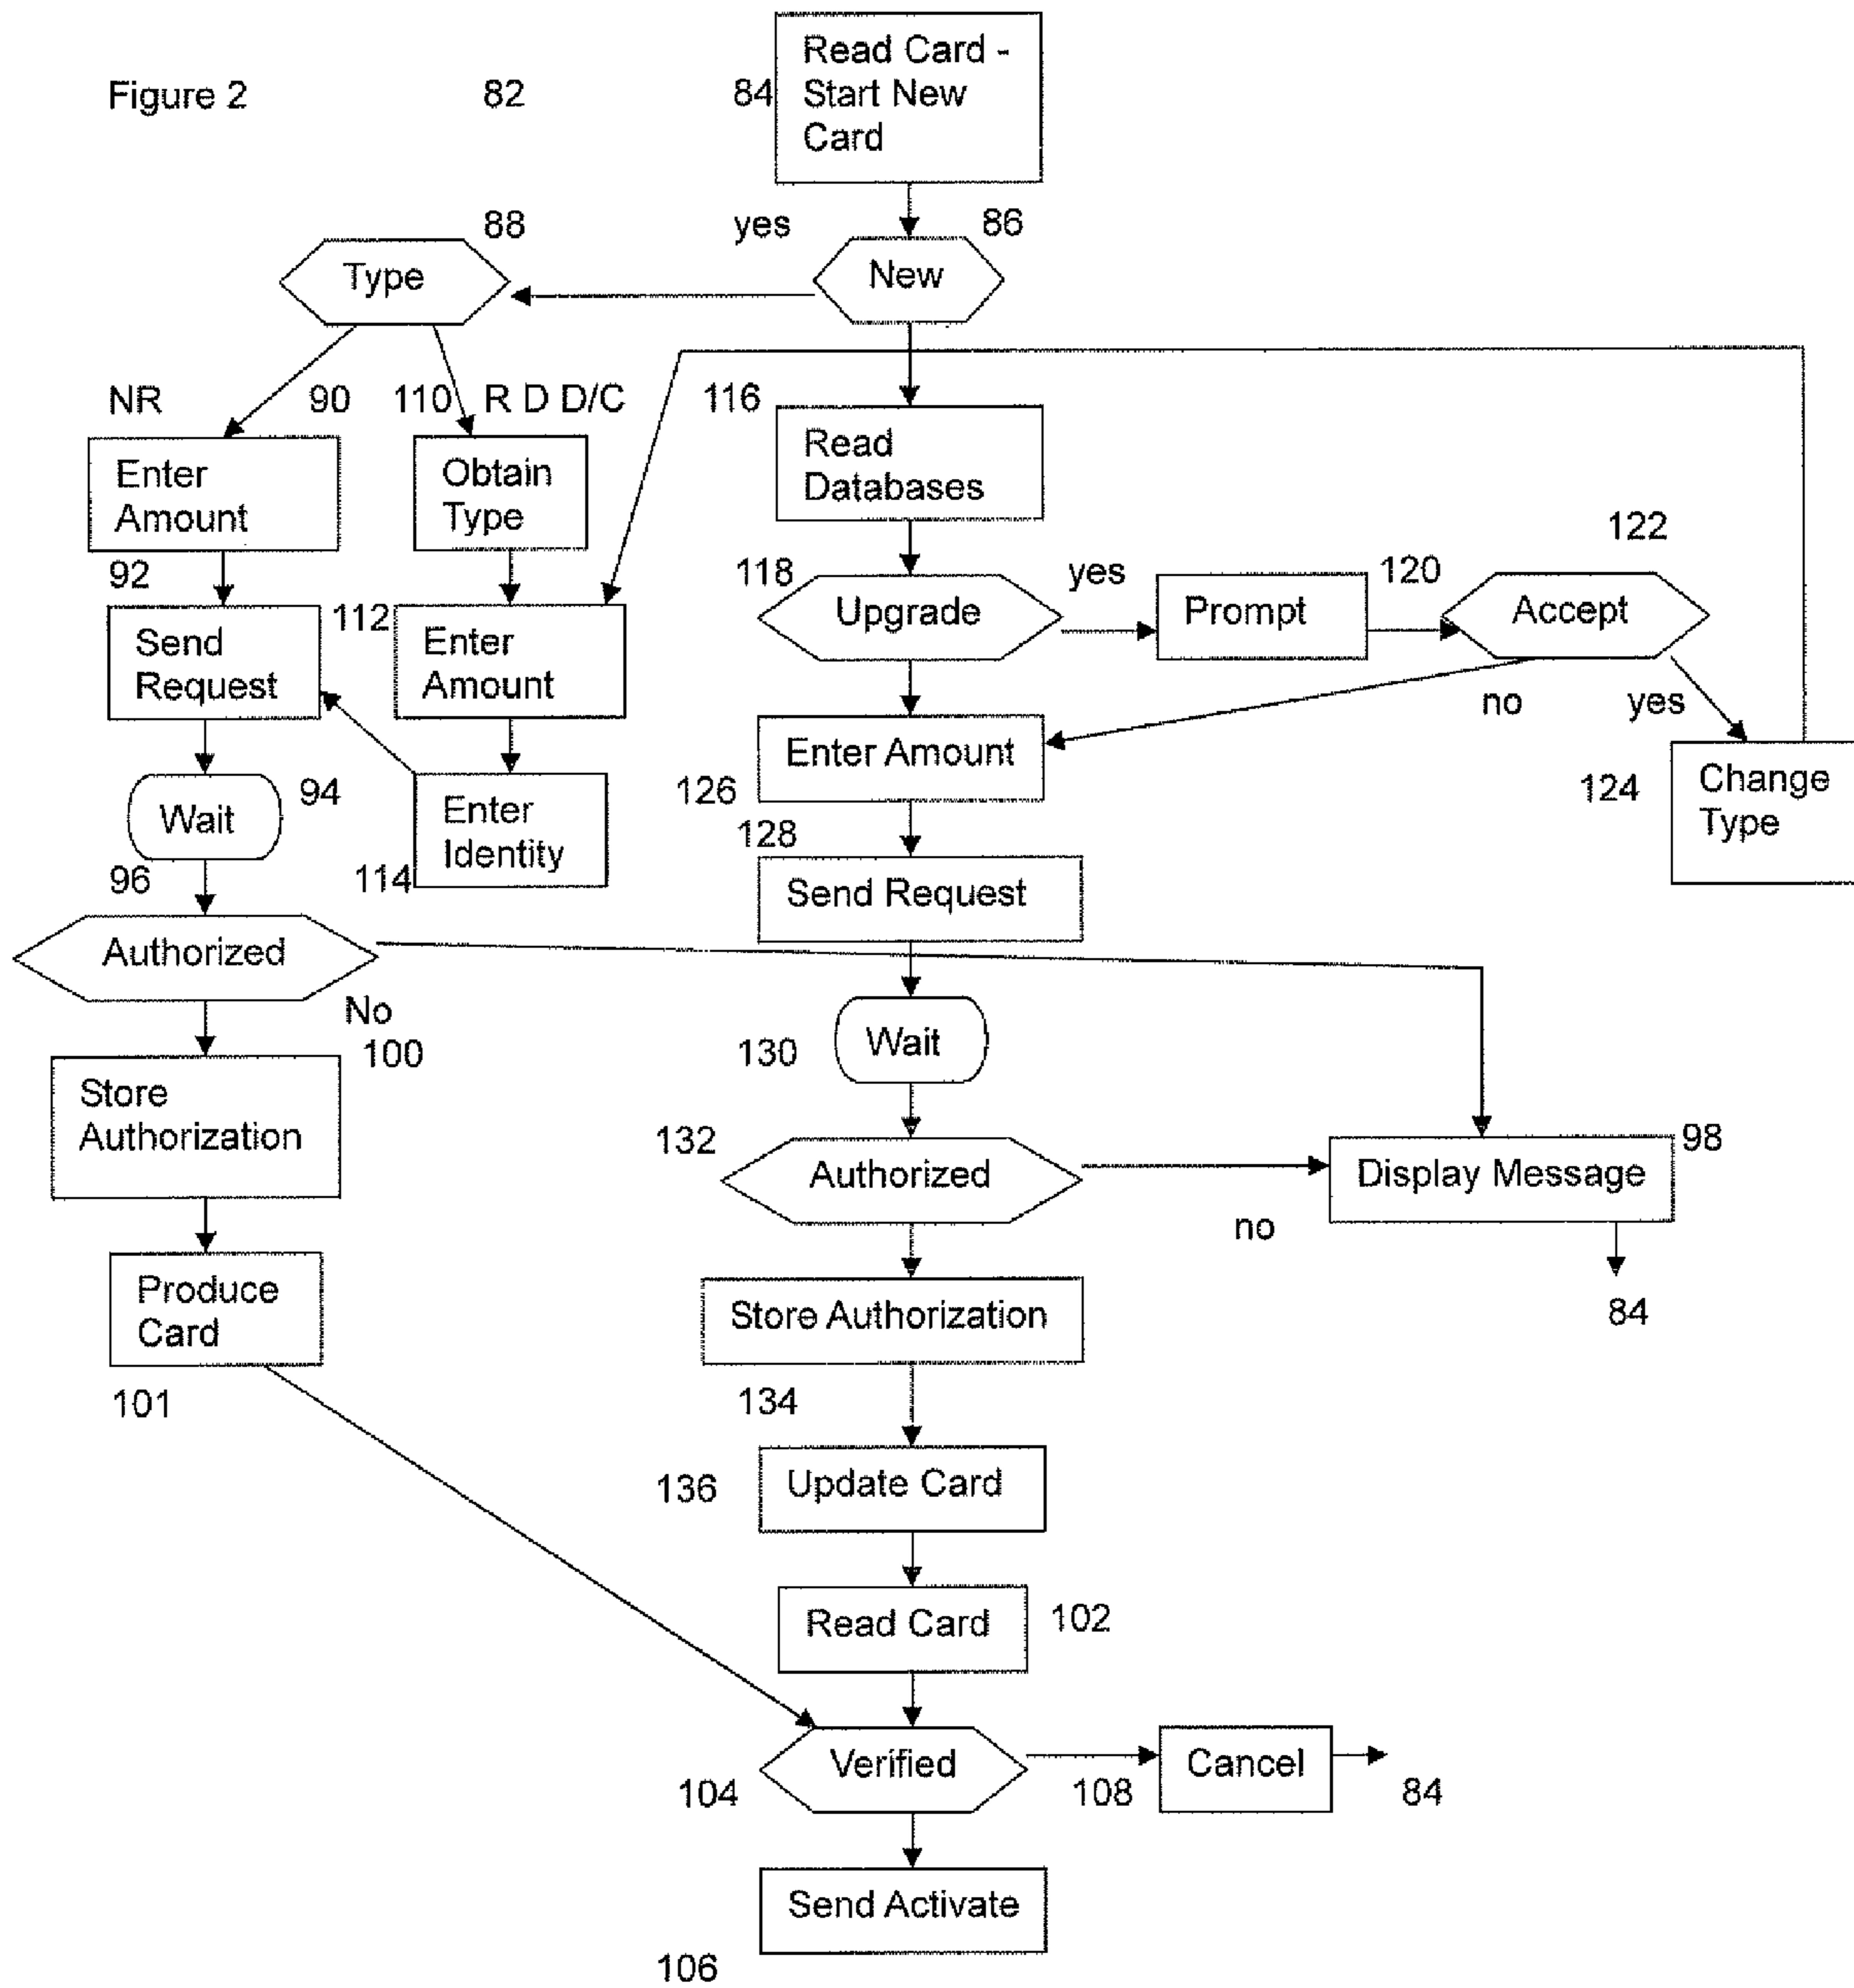 Figure 2
82
84
Read Card -
Start New
Card
88
yes
86
Type
New
NR
90
110
R D D/C
116
Enter
Amount
Obtain
Type
Read
Databases
122
92
118
yes
120
Send
Request
112
Enter
Amount
Upgrade
Prompt
Accept
no
yes
Enter Amount
126
124
Change
Type
Wait
94
Enter
Identity
128
96
114
Send Request
Authorized
No
100
Wait
130
Store
Authorization
132
98
Authorized
Display Message
no
Produce
Card
Store Authorization
84
101
134
136
Update Card
Read Card
102
Verified
Cancel
104
108
84
Send Activate
106